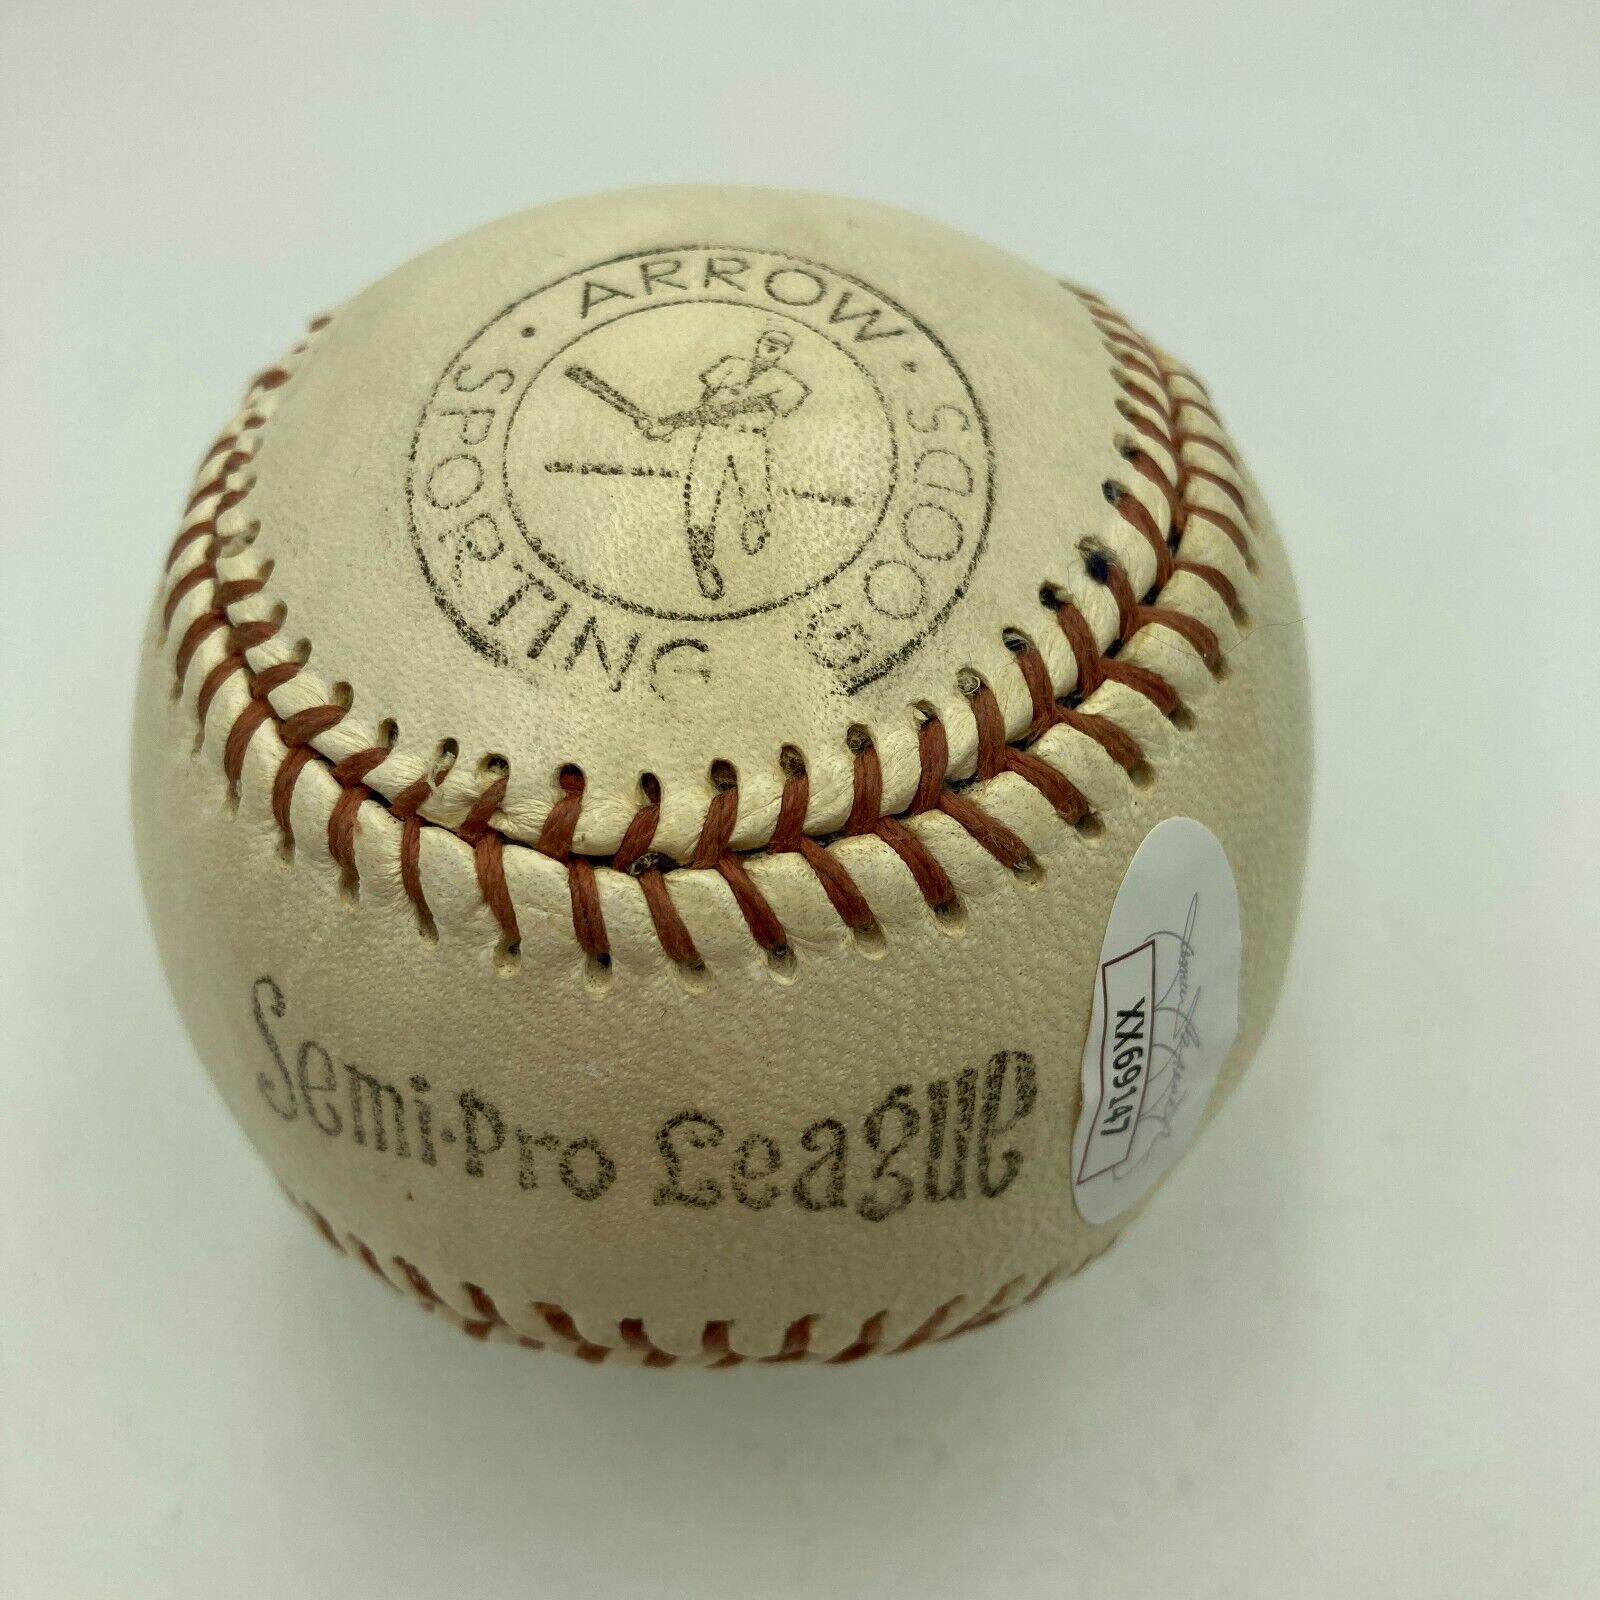 · ARROW ·
SPORTING GOODS
Semi-Pro League
XX69147